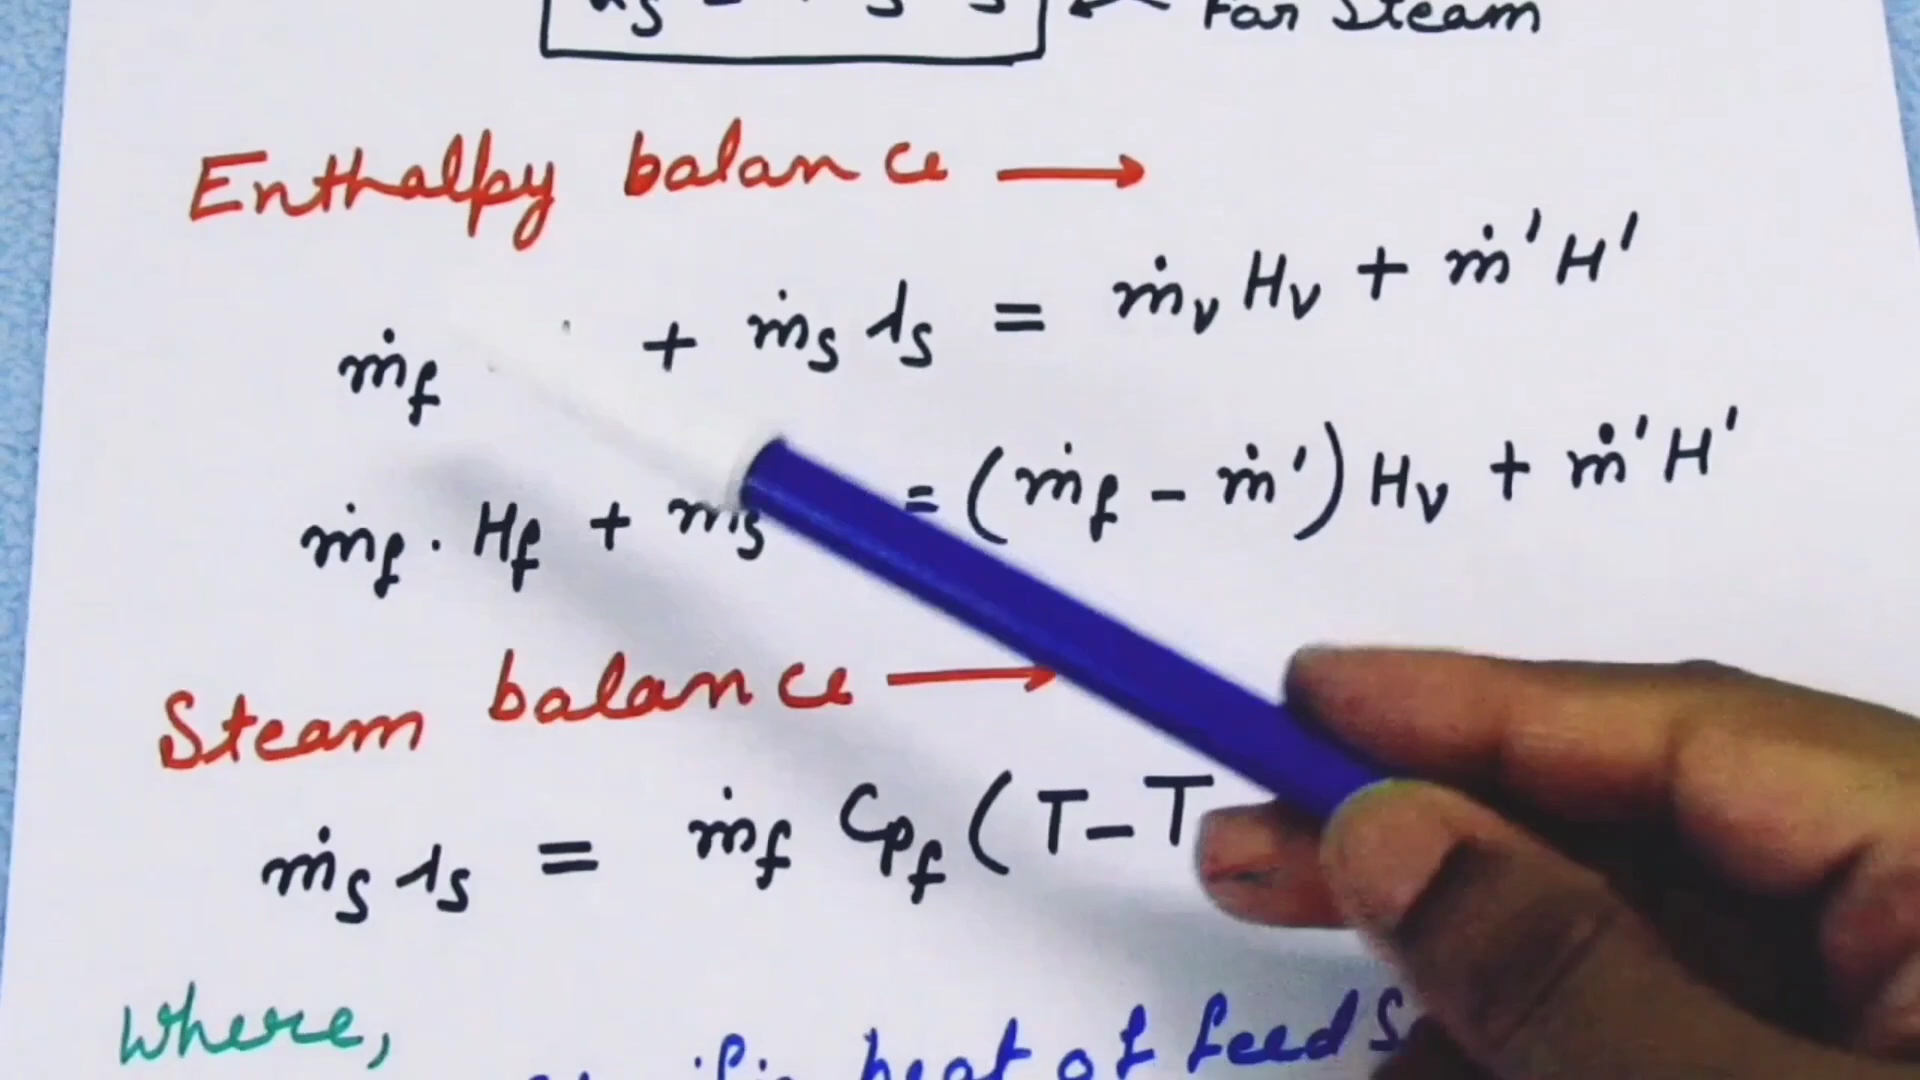 For Steam
Enthalpy balance →
ṁf + ṁs λs = ṁv Hv + ṁ' H'
ṁf . Hf + ṁs = (ṁf - ṁ') Hv + ṁ' H'
Steam balance →
ṁs λs = ṁf Cpf (T - T
Where,
heat of feed